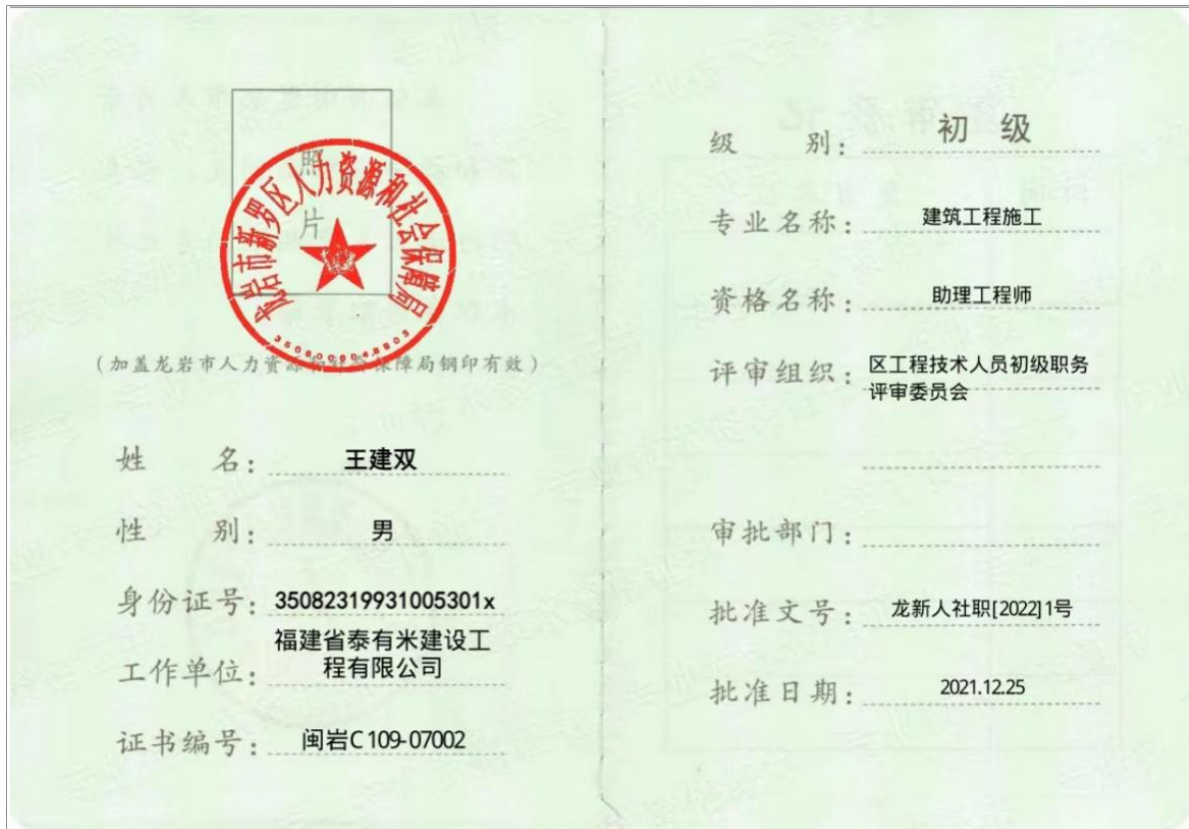 照
片
龙岩市新罗区人力资源和社会保障局
(加盖龙岩市人力资源和社会保障局钢印有效)
姓 名: 王建双
性 别: 男
身份证号: 35082319931005301x
工作单位: 福建省泰有米建设工
程有限公司
证书编号: 闽岩C109-07002
级 别: 初 级
专业名称: 建筑工程施工
资格名称: 助理工程师
评审组织: 区工程技术人员初级职务
评审委员会
审批部门:
批准文号: 龙新人社职[2022]1号
批准日期: 2021.12.25